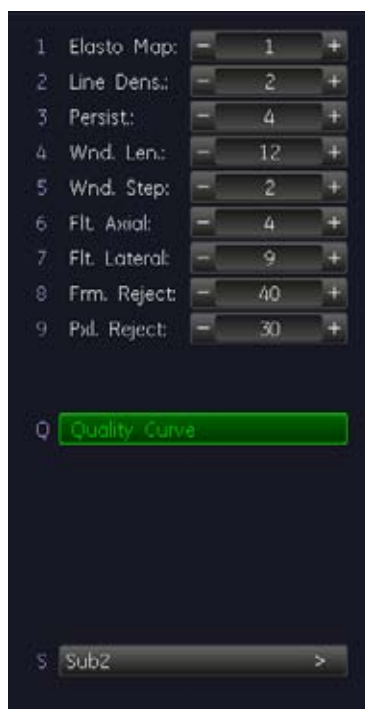 1 Elasto Map: - 1 +
2 Line Dens.: - 2 +
3 Persist.: - 4 +
4 Wnd. Len.: - 12 +
5 Wnd. Step: - 2 +
6 Flt. Axial: - 4 +
7 Flt. Lateral: - 9 +
8 Frm. Reject: - 40 +
9 Pxl. Reject: - 30 +
Q Quality Curve
S Sub2 >